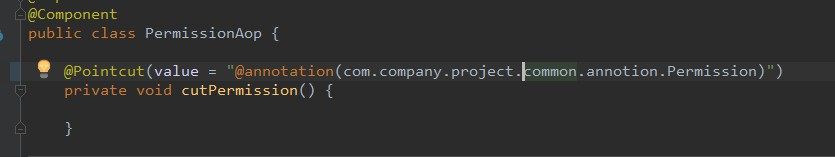 @Component
public class PermissionAop {
@Pointcut(value = "@annotation(com.company.project.common.annotion.Permission)")
private void cutPermission() {
}